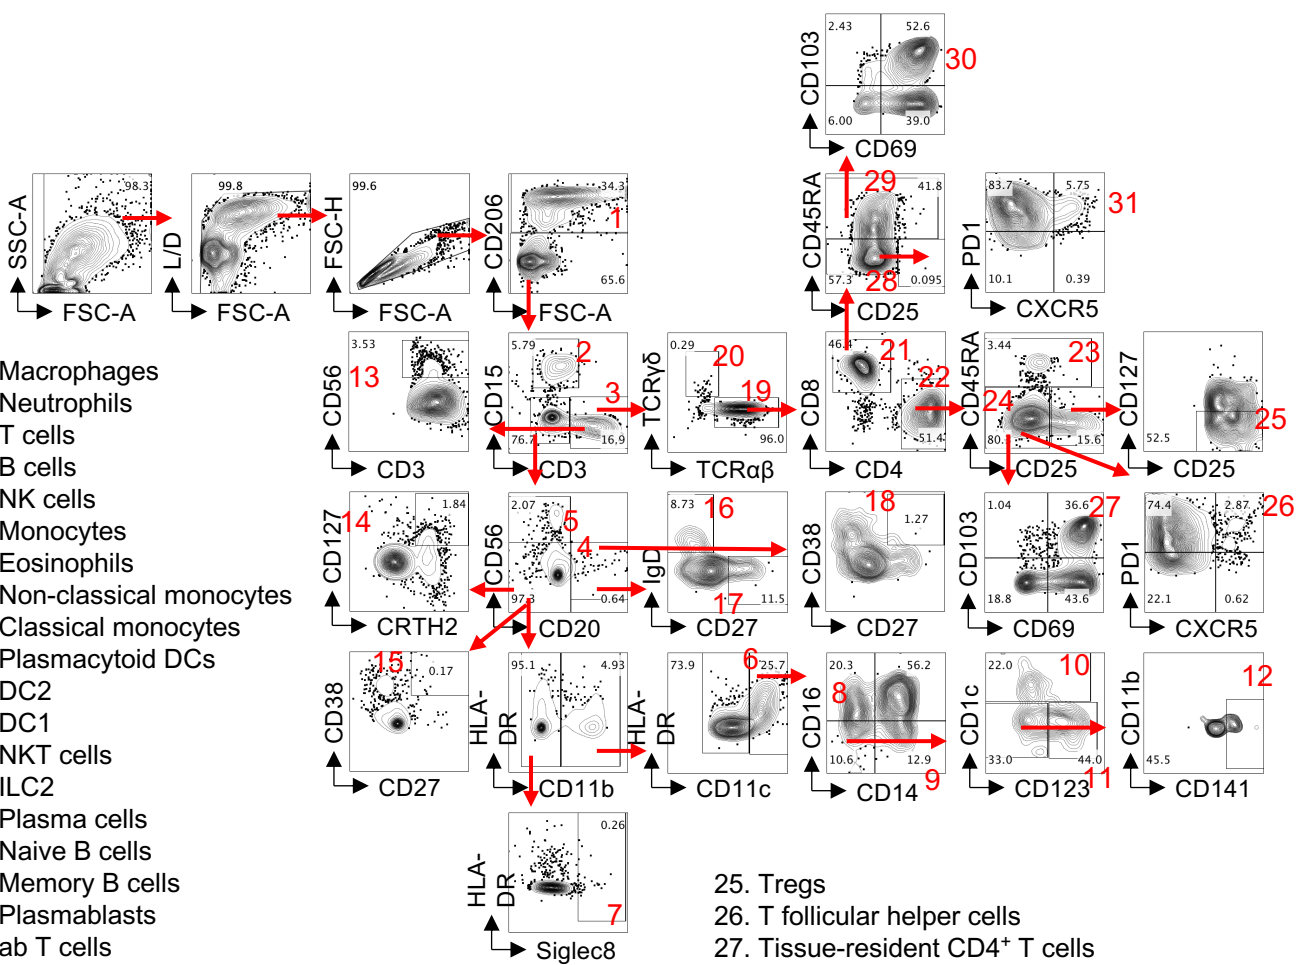 2.43 52.6
CD103
30
6.00 39.0
CD69
98.3
SSC-A
FSC-A
99.8
L/D
FSC-A
99.6
FSC-H
FSC-A
34.3
CD206
1
65.6
FSC-A
29
41.8
CD45RA
57.3 28 0.095
CD25
83.7 5.75
PD1
31
10.1 0.39
CXCR5
3.53
CD56
13
CD3
5.79
2
CD15
3
16.9
CD3
0.29
20
TCRγδ
19
96.0
TCRαβ
21
CD8
22
51.4
CD4
3.44
23
CD45RA
24
15.6
CD25
CD127
25
52.5
CD25
Macrophages
Neutrophils
T cells
B cells
NK cells
Monocytes
Eosinophils
Non-classical monocytes
Classical monocytes
Plasmacytoid DCs
DC2
DC1
NKT cells
ILC2
Plasma cells
Naive B cells
Memory B cells
Plasmablasts
ab T cells
1.84
CD127
14
CRTH2
2.07
5
CD56
4
0.64
CD20
8.73
16
IgD
17
11.5
CD27
18
1.27
CD38
CD27
1.04 36.6
27
CD103
18.8 43.6
CD69
74.4 2.87
26
PD1
22.1 0.62
CXCR5
15
0.17
CD38
CD27
95.1 4.93
HLA-
DR
CD11b
73.9 6 25.7
HLA-
DR
CD11c
20.3 56.2
8
CD16
10.6 12.9
9
CD14
22.0 10
CD1c
33.0 44.0
11
CD123
12
CD11b
45.5
CD141
0.26
HLA-
DR
7
Siglec8
25. Tregs
26. T follicular helper cells
27. Tissue-resident CD4⁺ T cells